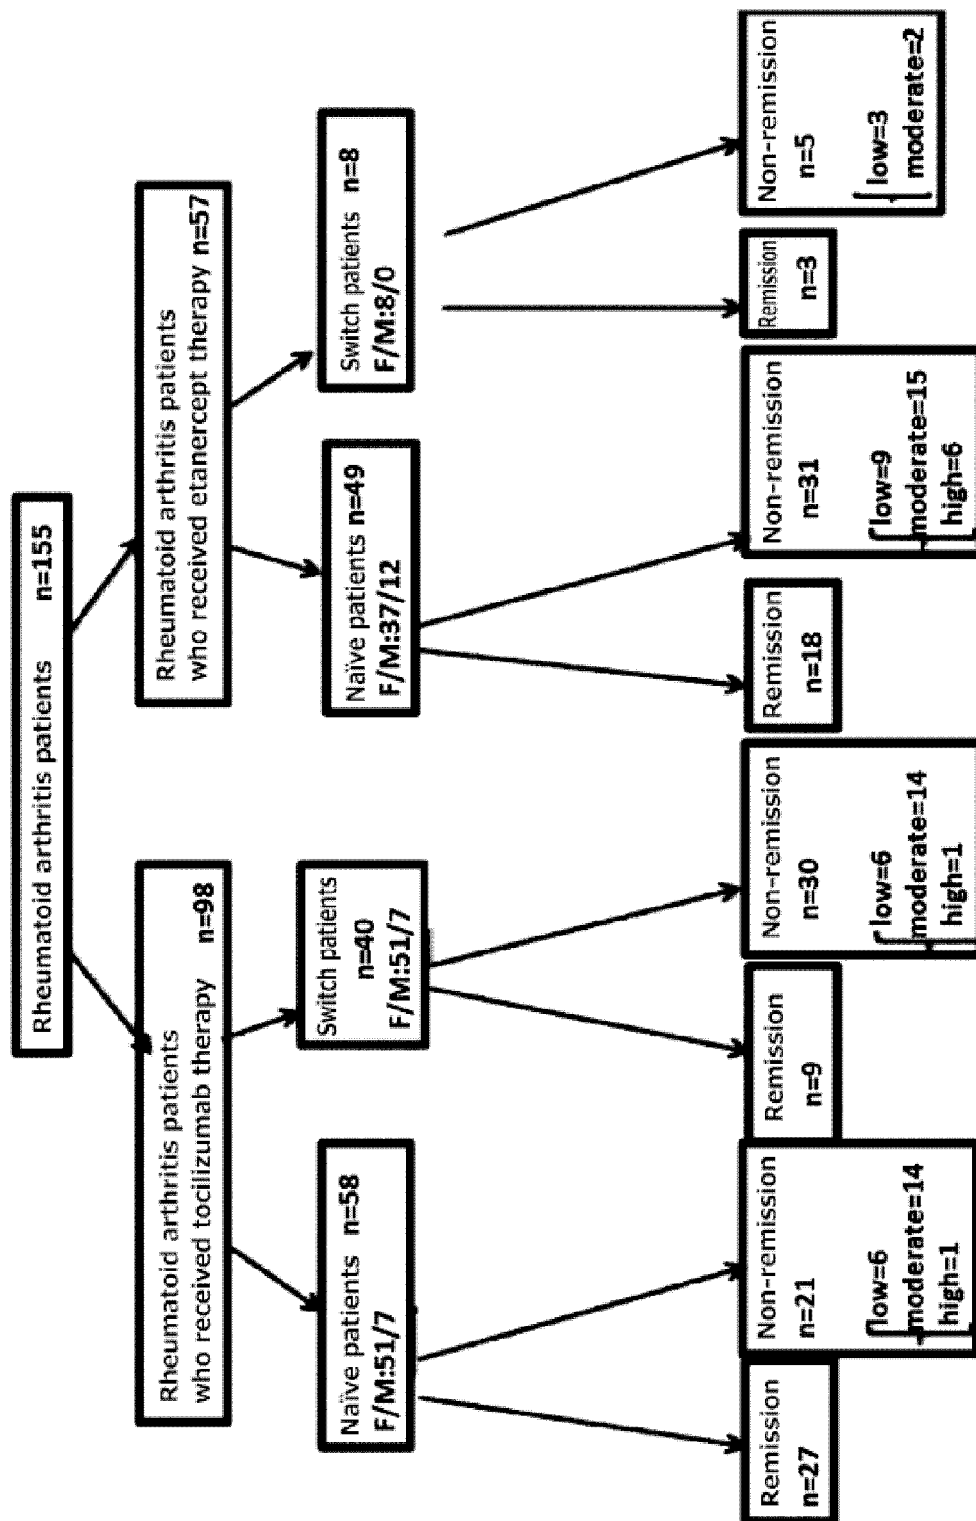 Rheumatoid arthritis patients n=155
Rheumatoid arthritis patients
who received tocilizumab therapy n=98
Rheumatoid arthritis patients
who received etanercept therapy n=57
Naïve patients n=58
F/M:51/7
Switch patients
n=40
F/M:51/7
Naïve patients n=49
F/M:37/12
Switch patients n=8
F/M:8/0
Remission
n=27
Non-remission
n=21
low=6
moderate=14
high=1
Remission
n=9
Non-remission
n=30
low=6
moderate=14
high=1
Remission
n=18
Non-remission
n=31
low=9
moderate=15
high=6
Remission
n=3
Non-remission
n=5
low=3
moderate=2